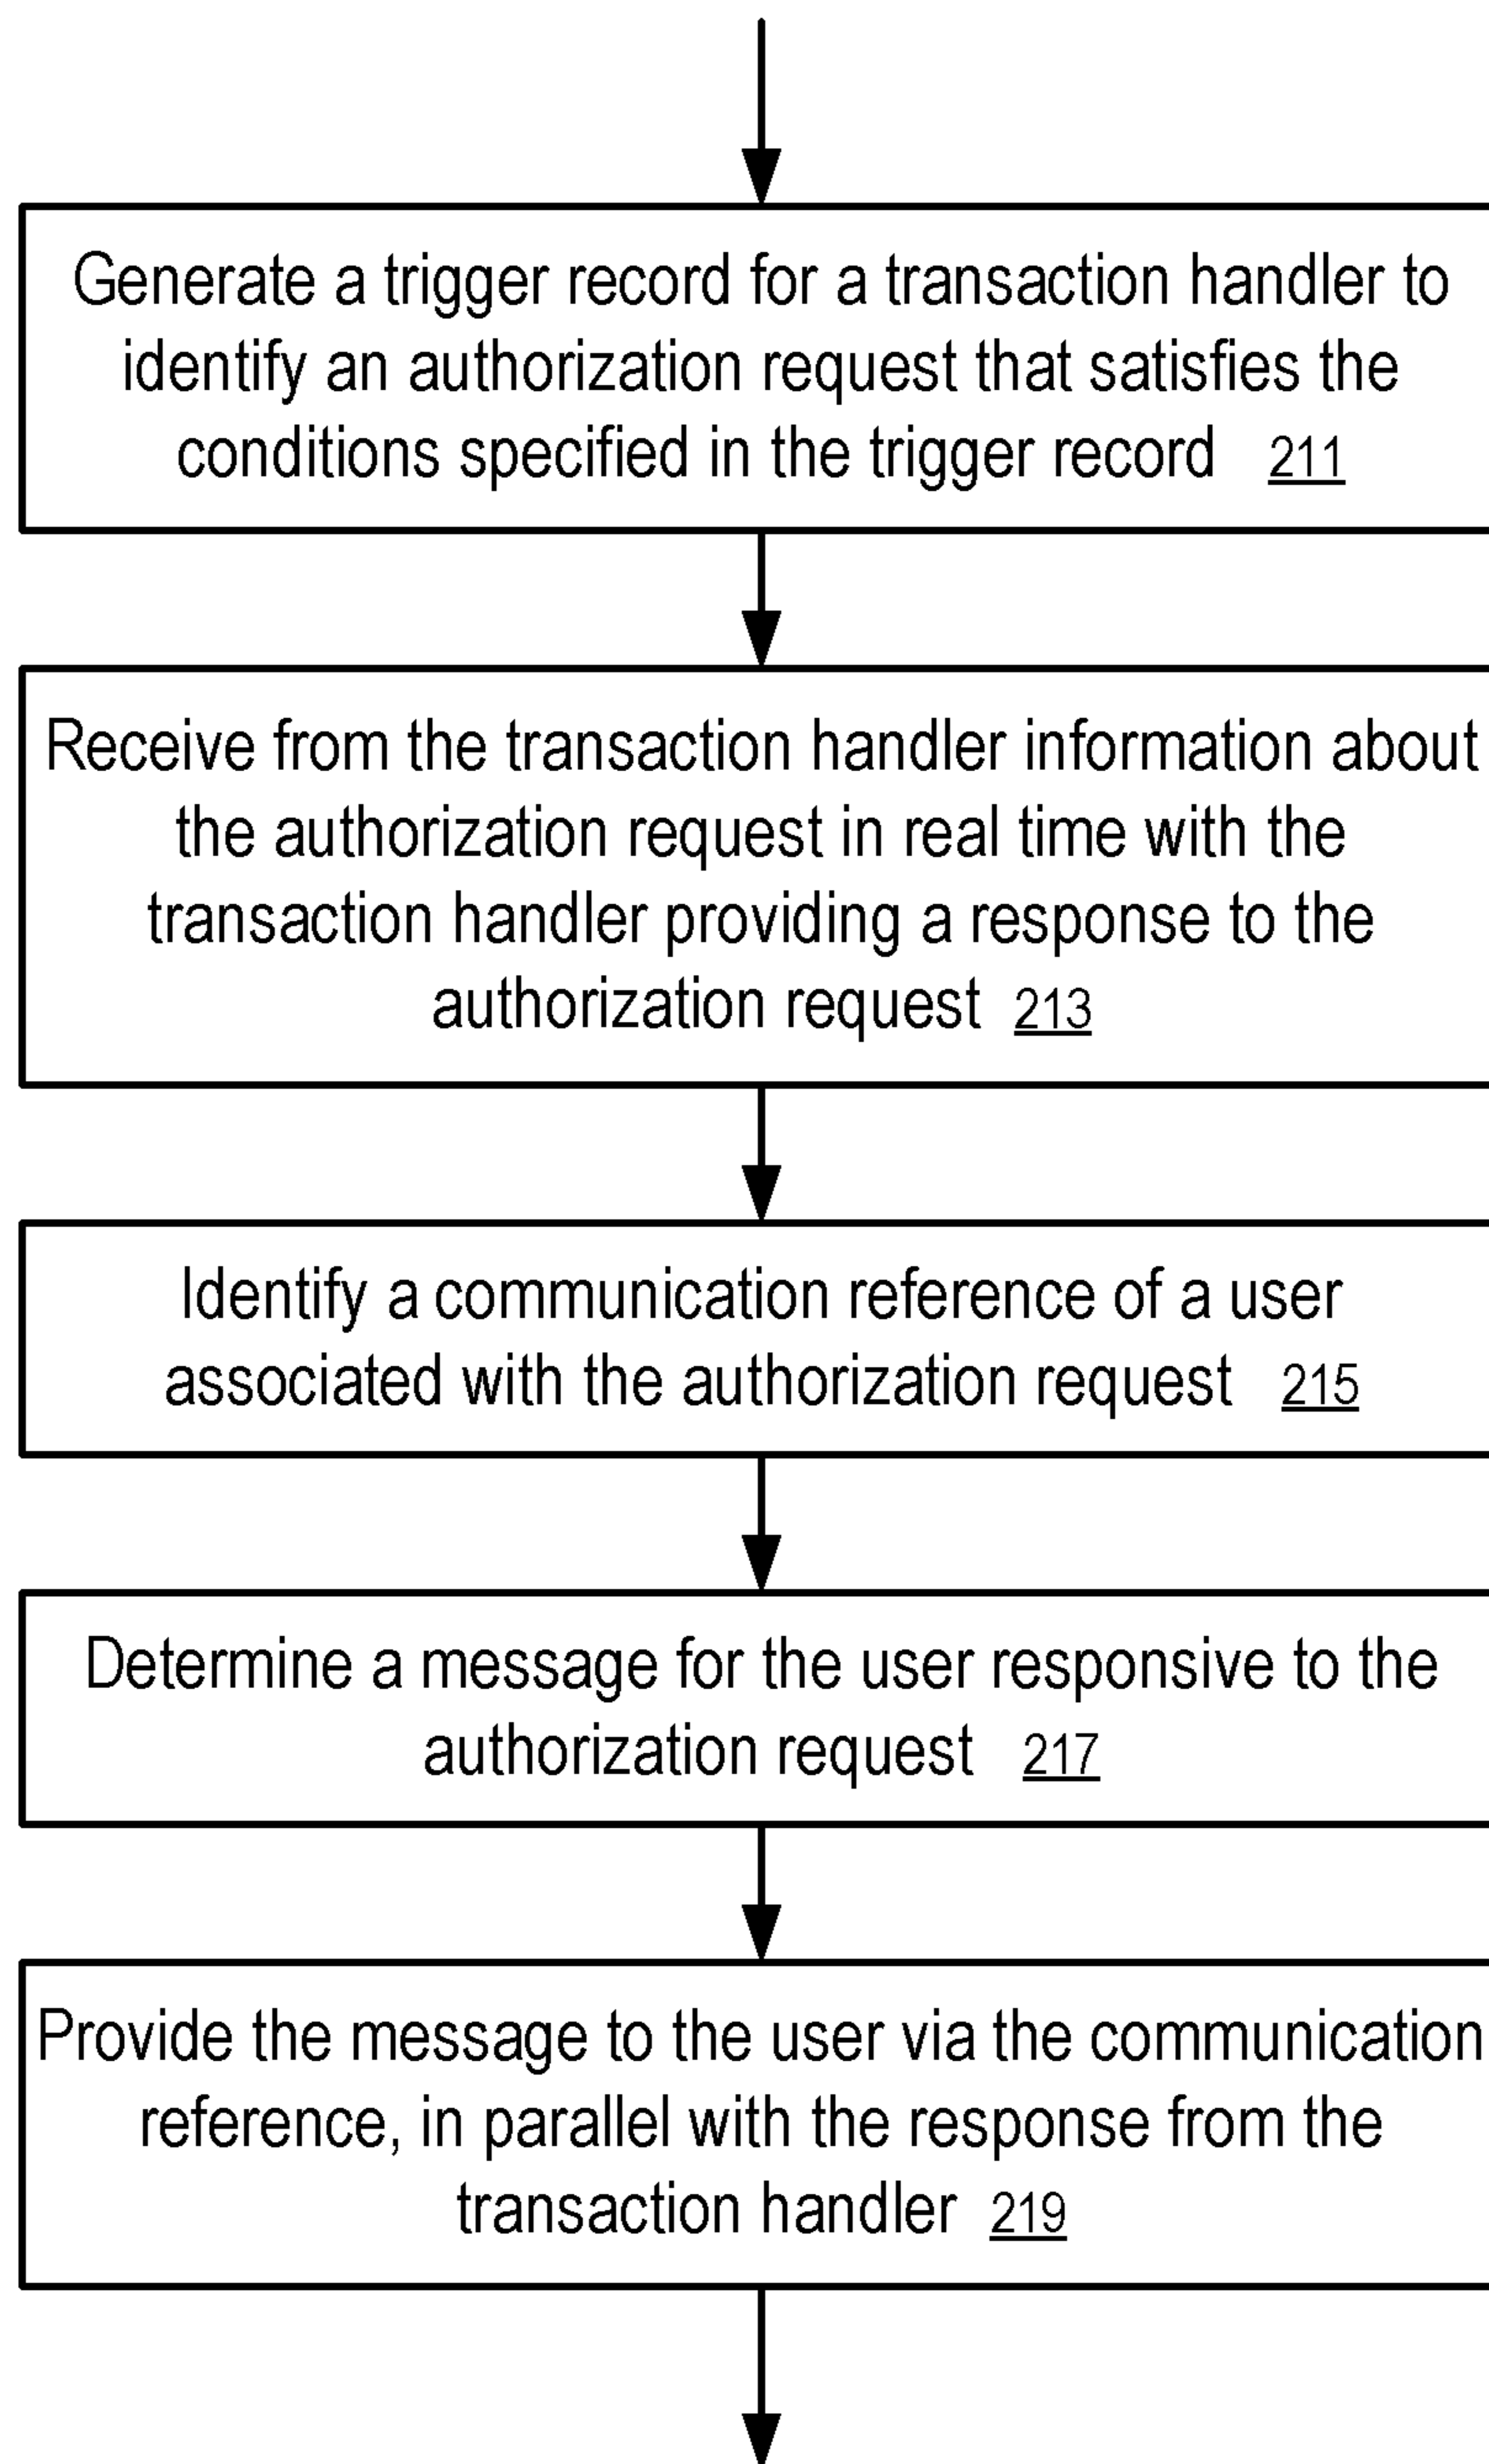 Generate a trigger record for a transaction handler to
identify an authorization request that satisfies the
conditions specified in the trigger record 211
Receive from the transaction handler information about
the authorization request in real time with the
transaction handler providing a response to the
authorization request 213
Identify a communication reference of a user
associated with the authorization request 215
Determine a message for the user responsive to the
authorization request 217
Provide the message to the user via the communication
reference, in parallel with the response from the
transaction handler 219